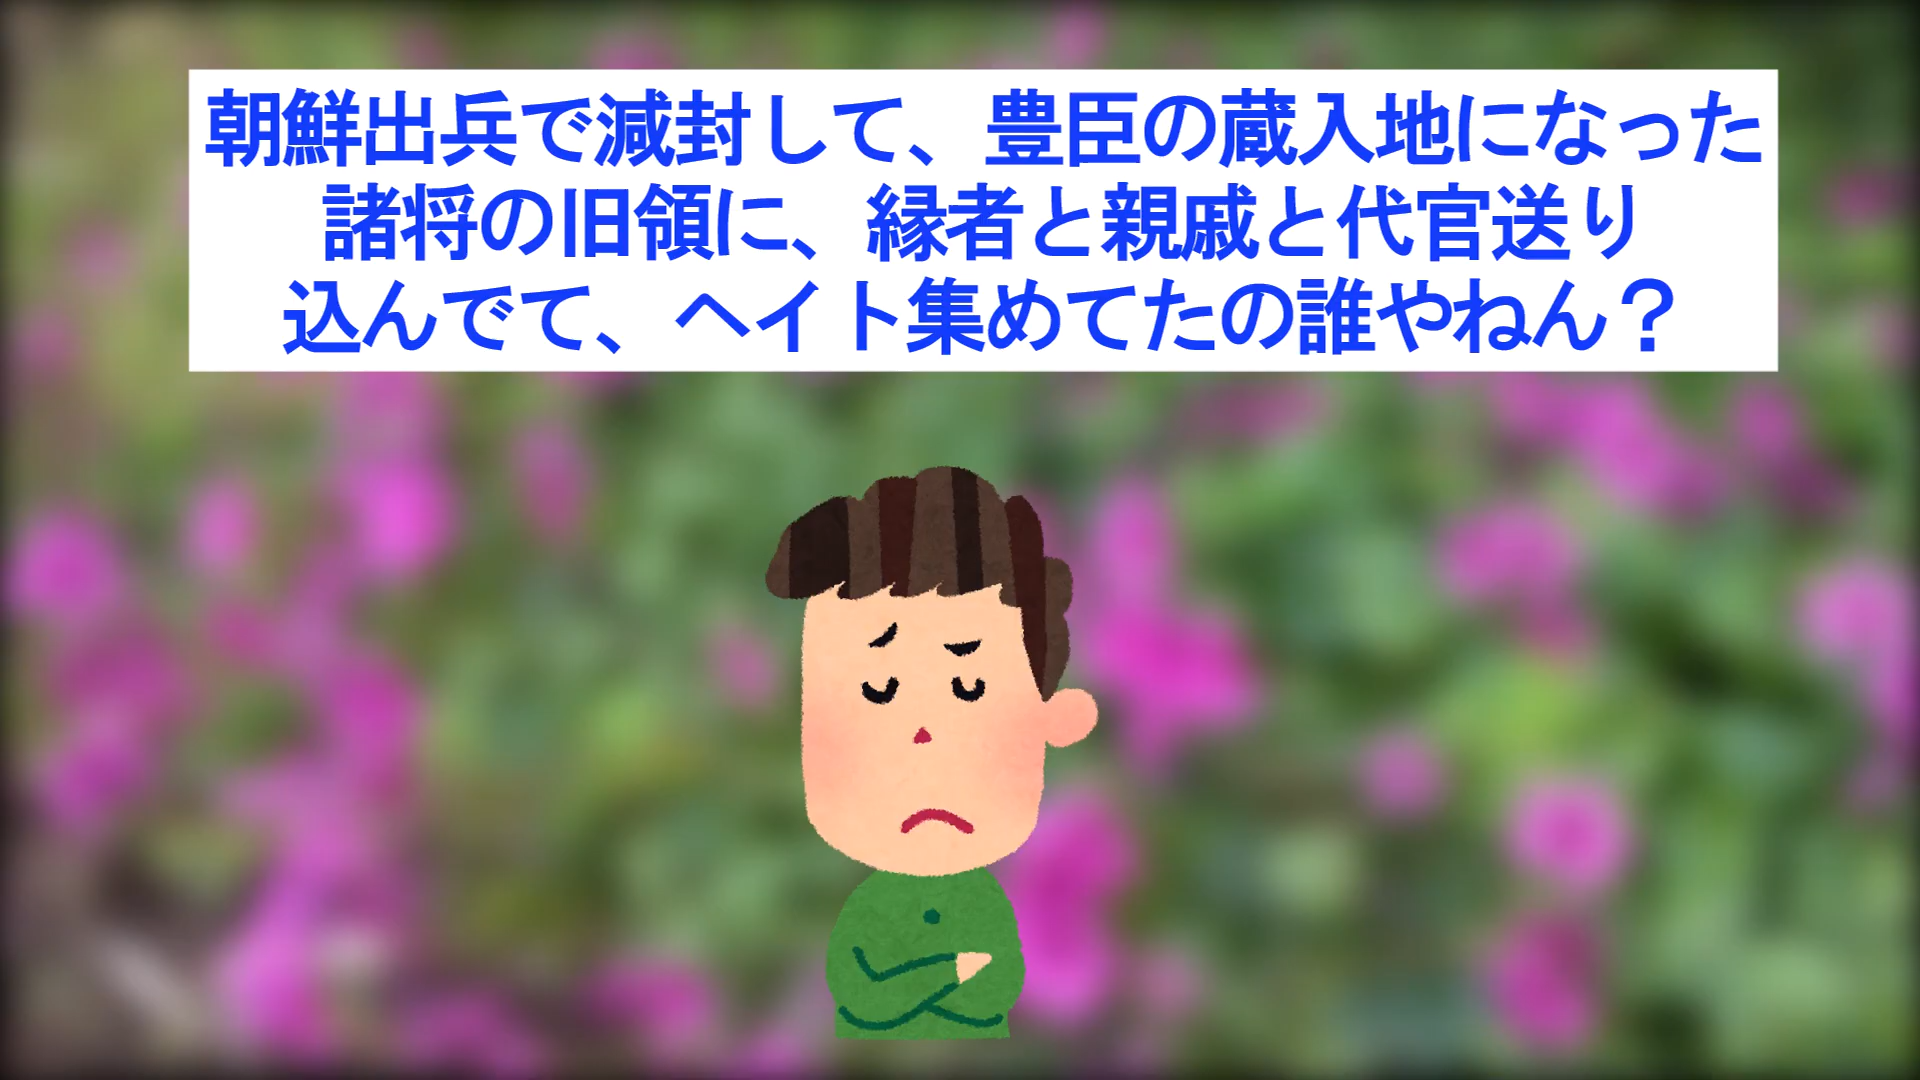 朝鮮出兵で減封して、豊臣の蔵入地になった
諸将の旧領に、縁者と親戚と代官送り
込んでて、ヘイト集めてたの誰やねん？